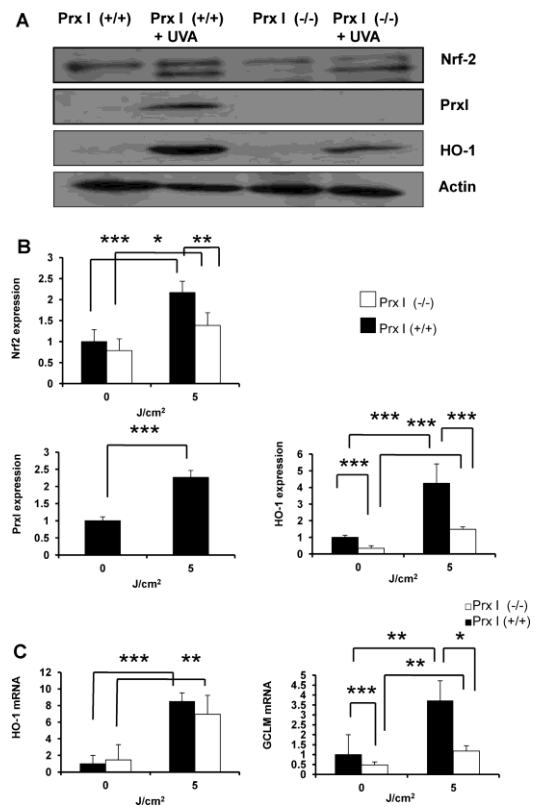 A
Prx I (+/+) Prx I (+/+) Prx I (-/-) Prx I (-/-)
+ UVA + UVA
Nrf-2
PrxI
HO-1
Actin
B
*** * **
Nrf2 expression
3
2.5
2
1.5
1
0.5
0
0 5
J/cm²
Prx I (-/-)
Prx I (+/+)
***
PrxI expression
3
2.5
2
1.5
1
0.5
0
0 5
J/cm²
*** *** ***
***
HO-1 expression
6
5
4
3
2
1
0
0 5
J/cm²
Prx I (-/-)
Prx I (+/+)
C
*** **
HO-1 mRNA
12
10
8
6
4
2
0
0 5
J/cm²
** *
**
***
GCLM mRNA
5
4.5
4
3.5
3
2.5
2
1.5
1
0.5
0
0 5
J/cm²